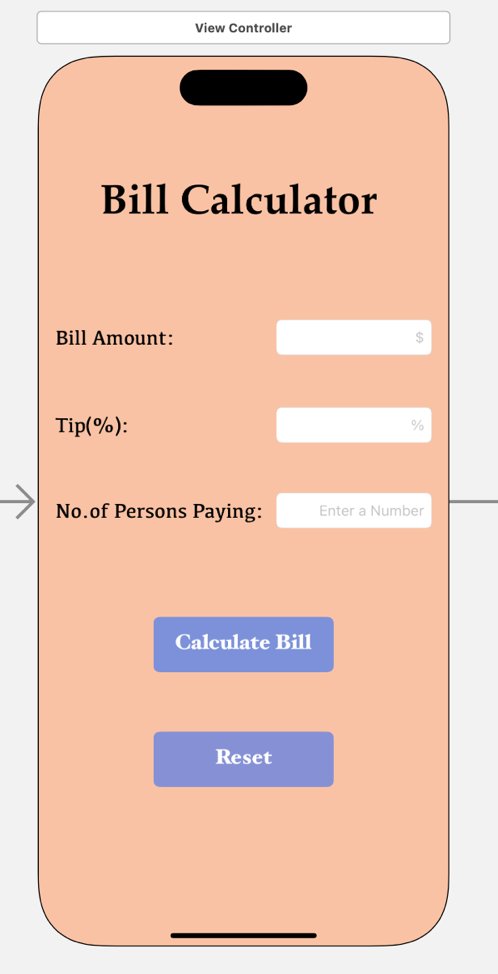 View Controller
Bill Calculator
Bill Amount:
$
Tip(%):
%
No.of Persons Paying:
Enter a Number
Calculate Bill
Reset